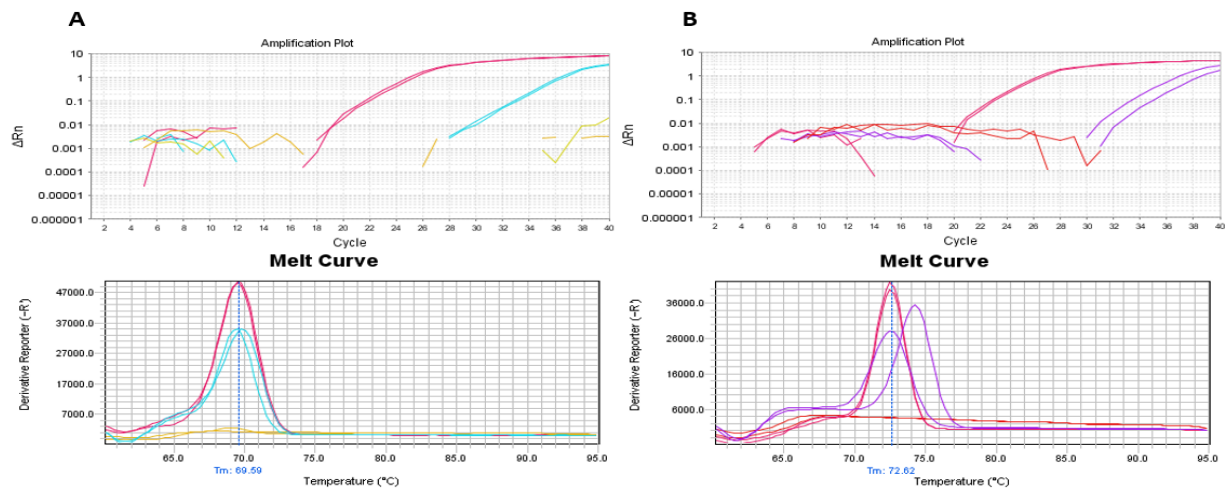 A
B
Amplification Plot
Amplification Plot
10
1
0.1
0.01
0.001
0.0001
0.00001
0.000001
ΔRn
2 4 6 8 10 12 14 16 18 20 22 24 26 28 30 32 34 36 38 40
Cycle
10
1
0.1
0.01
0.001
0.0001
0.00001
0.000001
ΔRn
2 4 6 8 10 12 14 16 18 20 22 24 26 28 30 32 34 36 38 40
Cycle
Melt Curve
Melt Curve
47000.0
37000.0
27000.0
17000.0
7000.0
Derivative Reporter (-R')
65.0 70.0 75.0 80.0 85.0 90.0 95.0
Tm: 69.59
Temperature (°C)
36000.0
26000.0
16000.0
6000.0
Derivative Reporter (-R')
65.0 70.0 75.0 80.0 85.0 90.0 95.0
Tm: 72.62
Temperature (°C)